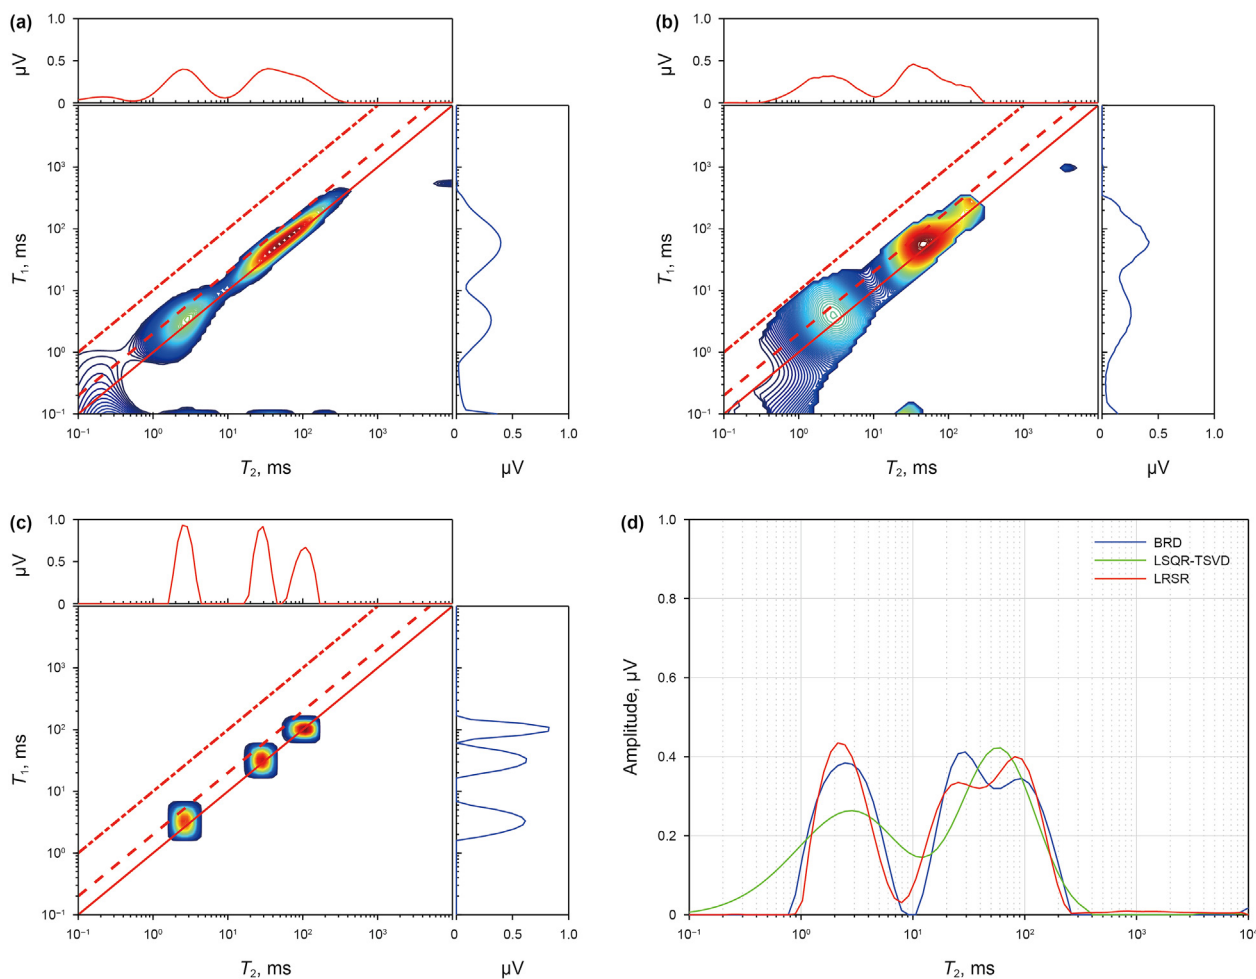 (a)
1.0
0.5
0
μV
10³
10²
10¹
10⁰
10⁻¹
T₁, ms
10⁻¹ 10⁰ 10¹ 10² 10³
0 0.5 1.0
T₂, ms
μV
(b)
1.0
0.5
0
μV
10³
10²
10¹
10⁰
10⁻¹
T₁, ms
10⁻¹ 10⁰ 10¹ 10² 10³
0 0.5 1.0
T₂, ms
μV
(c)
1.0
0.5
0
μV
10³
10²
10¹
10⁰
10⁻¹
T₁, ms
10⁻¹ 10⁰ 10¹ 10² 10³
0 0.5 1.0
T₂, ms
μV
(d)
1.0
0.8
0.6
0.4
0.2
0
Amplitude, μV
BRD
LSQR-TSVD
LRSR
10⁻¹ 10⁰ 10¹ 10² 10³ 10⁴
T₂, ms